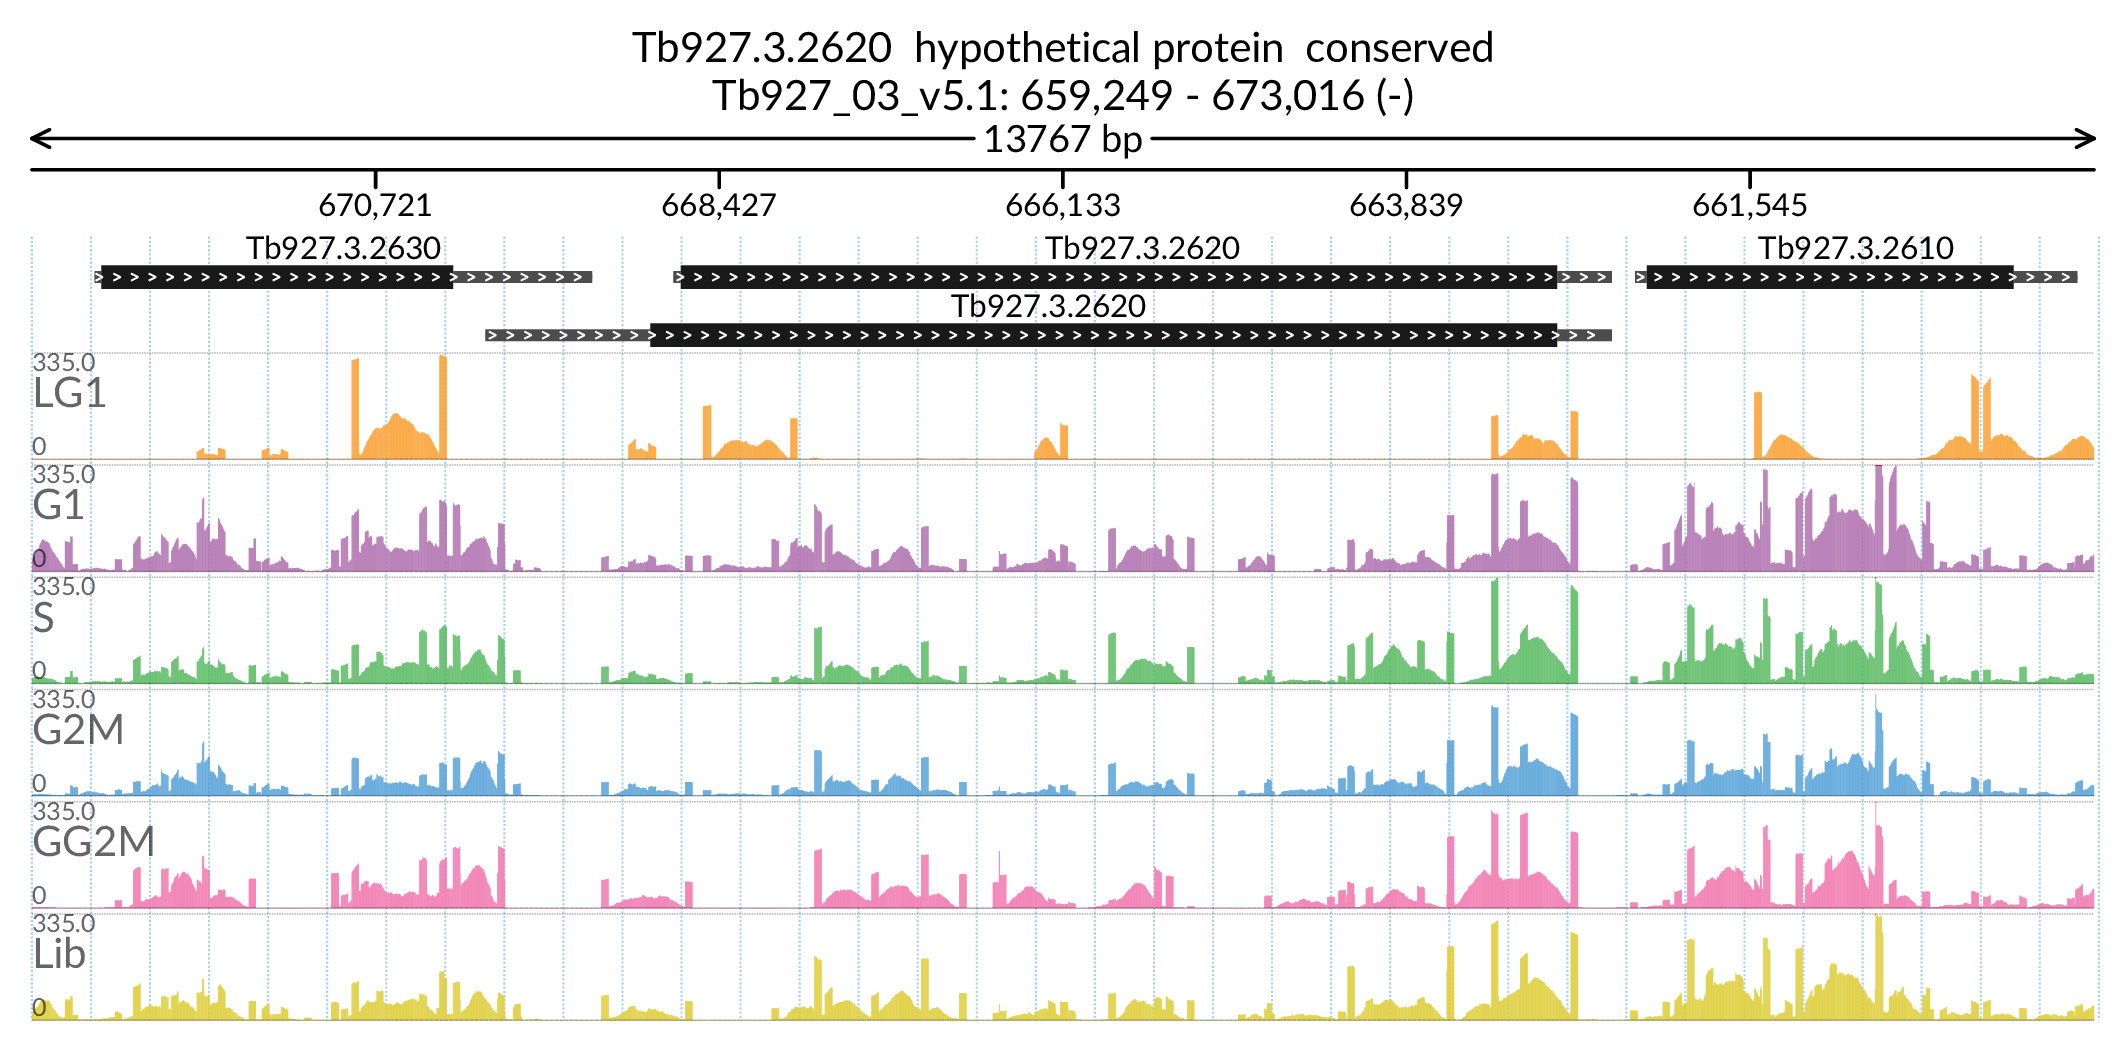 Tb927.3.2620 hypothetical protein conserved
Tb927_03_v5.1: 659,249 - 673,016 (-)
13767 bp
670,721 668,427 666,133 663,839 661,545
Tb927.3.2630 Tb927.3.2620 Tb927.3.2610
Tb927.3.2620
335.0
LG1
0
335.0
G1
0
335.0
S
0
335.0
G2M
0
335.0
GG2M
0
335.0
Lib
0